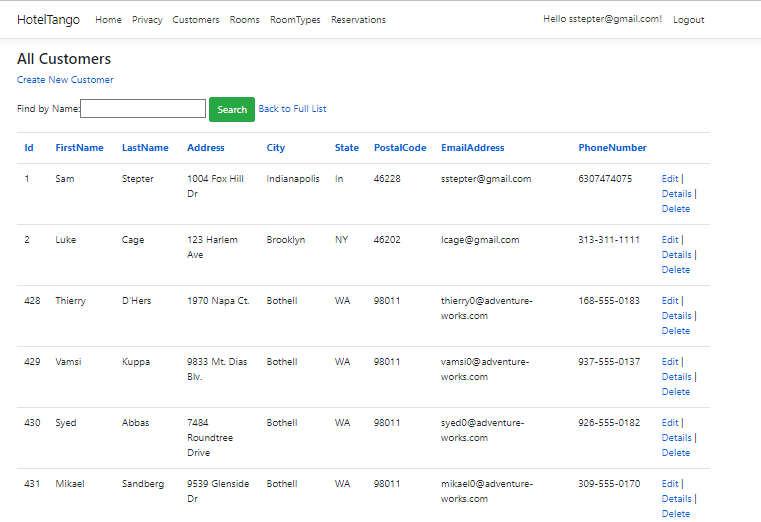 HotelTango Home Privacy Customers Rooms RoomTypes Reservations Hello sstepter@gmail.com! Logout
All Customers
Create New Customer
Find by Name: Search Back to Full List
Id FirstName LastName Address City State PostalCode EmailAddress PhoneNumber
1 Sam Stepter 1004 Fox Hill Indianapolis In 46228 sstepter@gmail.com 6307474075 Edit |
Dr Details |
Delete
2 Luke Cage 123 Harlem Brooklyn NY 46202 lcage@gmail.com 313-311-1111 Edit |
Ave Details |
Delete
428 Thierry D'Hers 1970 Napa Ct. Bothell WA 98011 thierry0@adventure- 168-555-0183 Edit |
works.com Details |
Delete
429 Vamsi Kuppa 9833 Mt. Dias Bothell WA 98011 vamsi0@adventure- 937-555-0137 Edit |
Blv. works.com Details |
Delete
430 Syed Abbas 7484 Bothell WA 98011 syed0@adventure- 926-555-0182 Edit |
Roundtree works.com Details |
Drive Delete
431 Mikael Sandberg 9539 Glenside Bothell WA 98011 mikael0@adventure- 309-555-0170 Edit |
Dr works.com Details |
Delete